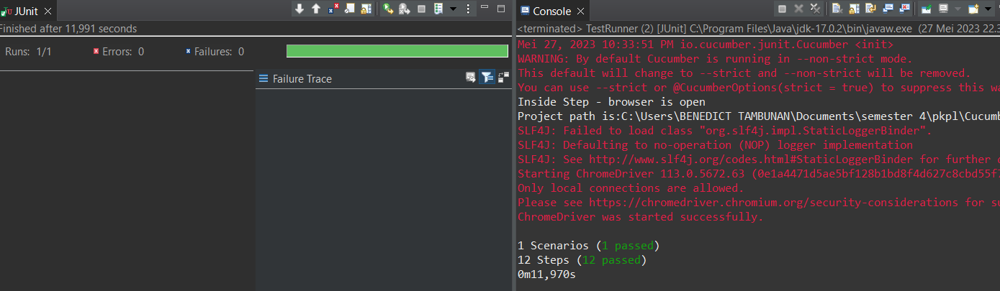 JUnit
Finished after 11,991 seconds
Runs: 1/1
Errors: 0
Failures: 0
Failure Trace
Console
<terminated> TestRunner (2) [JUnit] C:\Program Files\Java\jdk-17.0.2\bin\javaw.exe (27 Mei 2023 22.3
Mei 27, 2023 10:33:51 PM io.cucumber.junit.Cucumber <init>
WARNING: By default Cucumber is running in --non-strict mode.
This default will change to --strict and --non-strict will be removed.
You can use --strict or @CucumberOptions(strict = true) to suppress this wa
Inside Step - browser is open
Project path is:C:\Users\BENEDICT TAMBUNAN\Documents\semester 4\pkpl\Cucumb
SLF4J: Failed to load class "org.slf4j.impl.StaticLoggerBinder".
SLF4J: Defaulting to no-operation (NOP) logger implementation
SLF4J: See http://www.slf4j.org/codes.html#StaticLoggerBinder for further
Starting ChromeDriver 113.0.5672.63 (0e1a4471d5ae5bf128b1bd8f4d627c8cbd55f
Only local connections are allowed.
Please see https://chromedriver.chromium.org/security-considerations for su
ChromeDriver was started successfully.
1 Scenarios (1 passed)
12 Steps (12 passed)
0m11,970s